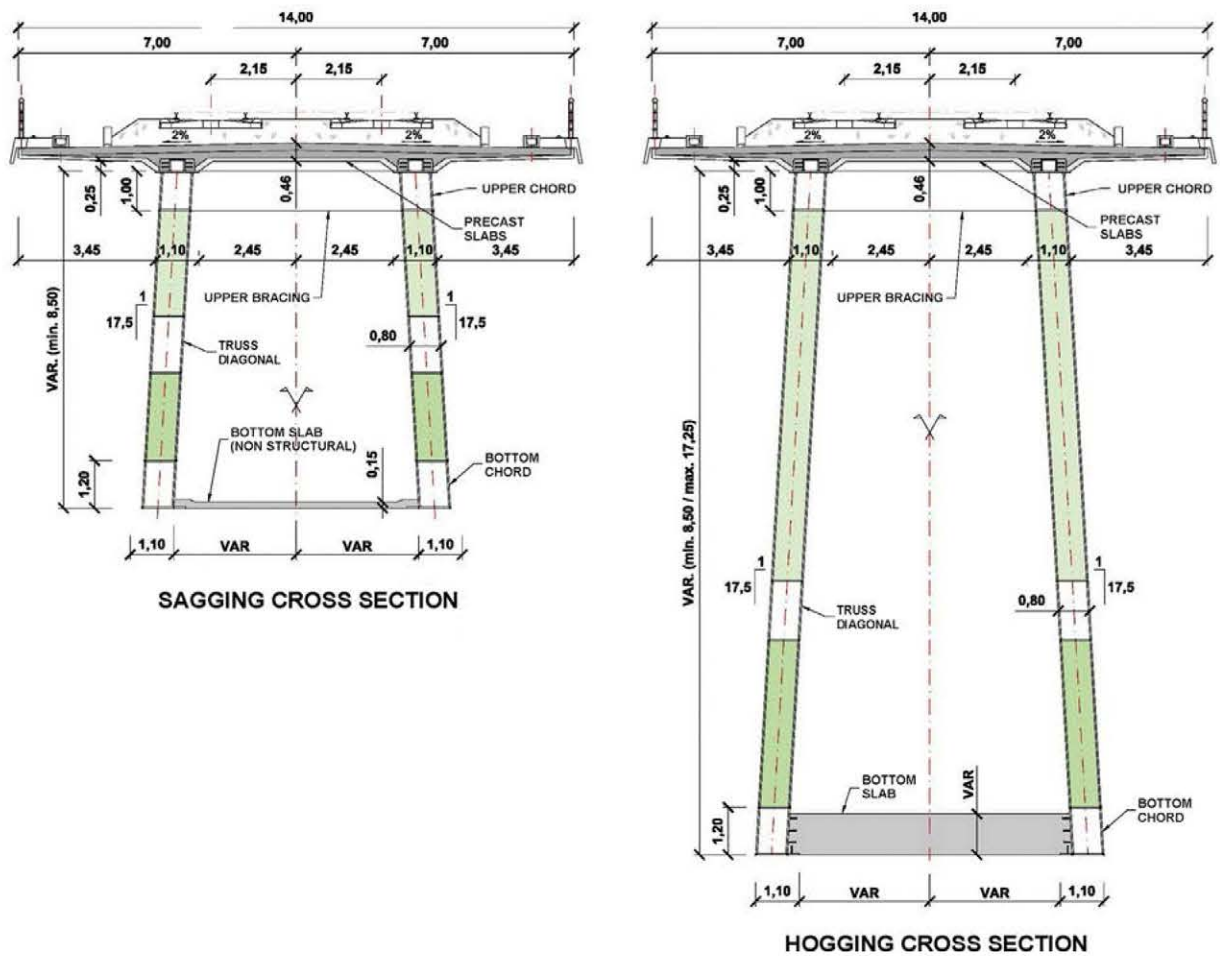 14,00
7,00
7,00
2,15
2,15
2%
2%
0,25
1,00
0,46
UPPER CHORD
PRECAST
SLABS
3,45
1,10
2,45
2,45
1,10
3,45
UPPER BRACING
1
17,5
1
17,5
VAR. (min. 8,50)
TRUSS
DIAGONAL
0,80
BOTTOM SLAB
(NON STRUCTURAL)
0,15
BOTTOM
CHORD
1,20
1,10
VAR
VAR
1,10
SAGGING CROSS SECTION
14,00
7,00
7,00
2,15
2,15
2%
2%
0,25
1,00
0,46
UPPER CHORD
PRECAST
SLABS
3,45
1,10
2,45
2,45
1,10
3,45
UPPER BRACING
VAR. (min. 8,50 / max. 17,25)
1
17,5
1
17,5
TRUSS
DIAGONAL
0,80
BOTTOM
SLAB
VAR
BOTTOM
CHORD
1,20
1,10
VAR
VAR
1,10
HOGGING CROSS SECTION